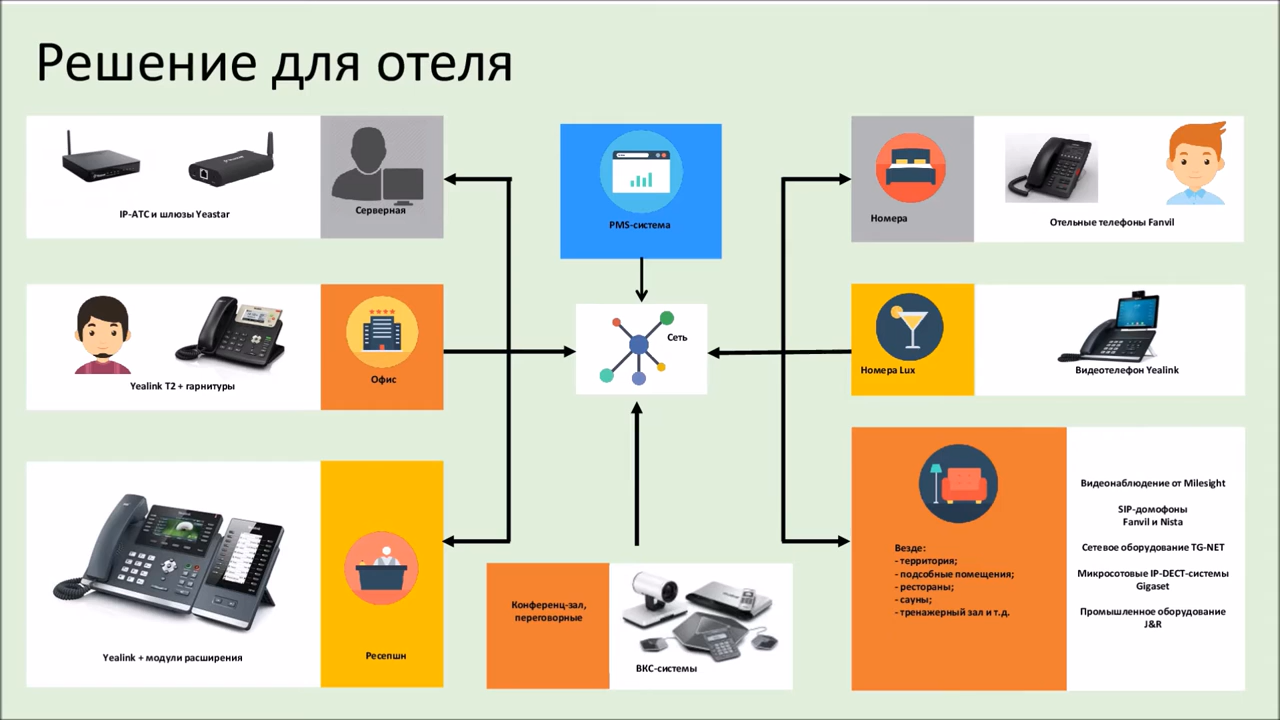 Решение для отеля
IP-АТС и шлюзы Yeastar
Серверная
Yealink T2 + гарнитуры
Офис
Yealink + модули расширения
Ресепшн
PMS-система
Сеть
Конференц-зал,
переговорные
ВКС-системы
Номера
Отельные телефоны Fanvil
Номера Lux
Видеотелефон Yealink
Везде:
- территория;
- подсобные помещения;
- рестораны;
- сауны;
- тренажерный зал и т.д.
Видеонаблюдение от Milesight
SIP-домофоны
Fanvil и Nista
Сетевое оборудование TG-NET
Микросотовые IP-DECT-системы
Gigaset
Промышленное оборудование
J&R